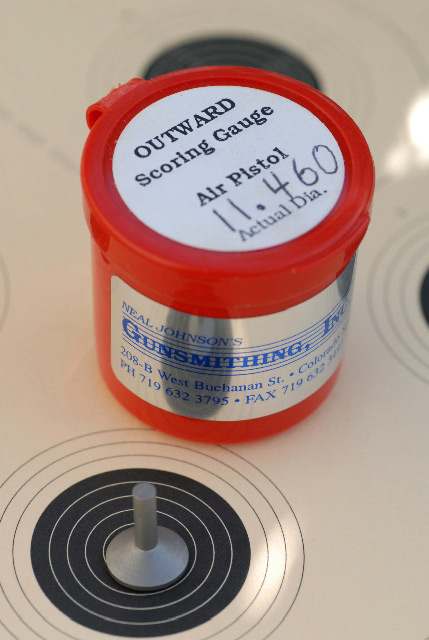 OUTWARD
Scoring Gauge
Air Pistol
11.460
Actual Dia.
NEAL JOHNSON'S
GUNSMITHING, INC
208-B West Buchanan St. • Colorado
PH 719 632 3795 • FAX 719 632